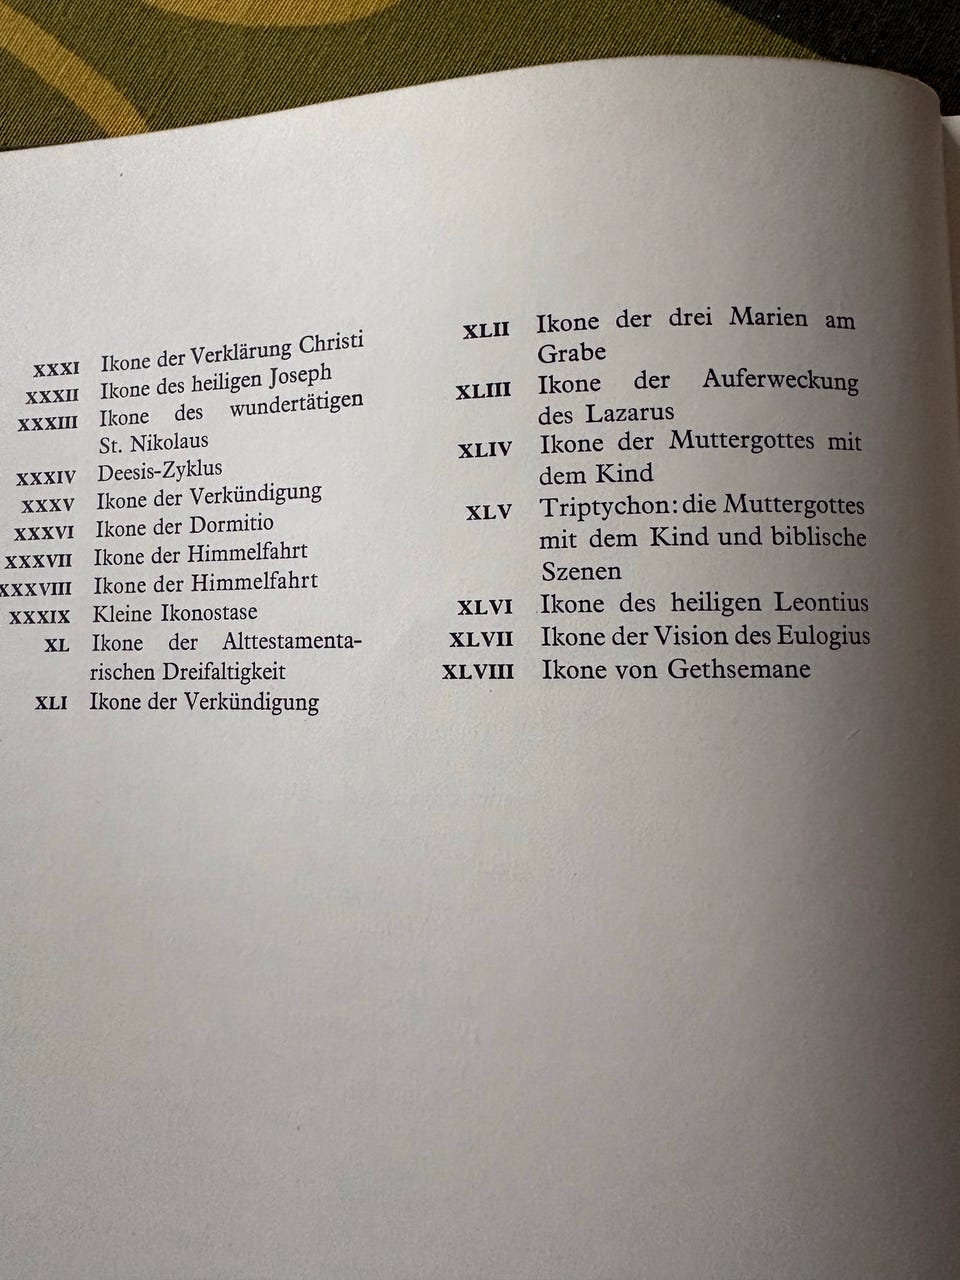 XXXI Ikone der Verklärung Christi
XXXII Ikone des heiligen Joseph
XXXIII Ikone des wundertätigen
St. Nikolaus
XXXIV Deesis-Zyklus
XXXV Ikone der Verkündigung
XXXVI Ikone der Dormitio
XXXVII Ikone der Himmelfahrt
XXXVIII Ikone der Himmelfahrt
XXXIX Kleine Ikonostase
XL Ikone der Alttestamenta-
rischen Dreifaltigkeit
XLI Ikone der Verkündigung
XLII Ikone der drei Marien am
Grabe
XLIII Ikone der Auferweckung
des Lazarus
XLIV Ikone der Muttergottes mit
dem Kind
XLV Triptychon: die Muttergottes
mit dem Kind und biblische
Szenen
XLVI Ikone des heiligen Leontius
XLVII Ikone der Vision des Eulogius
XLVIII Ikone von Gethsemane